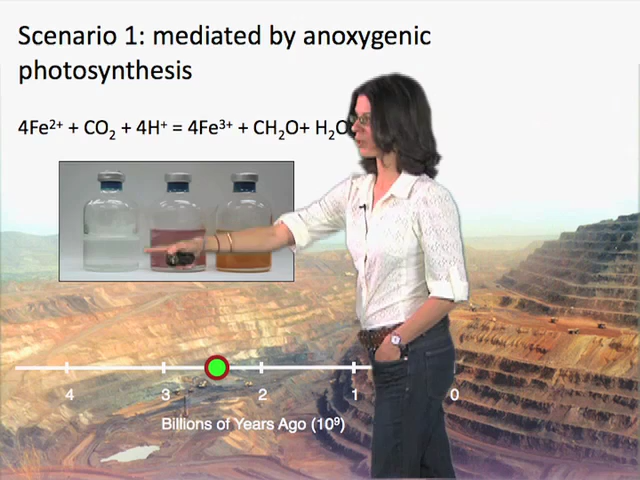 Scenario 1: mediated by anoxygenic
photosynthesis
4Fe²⁺ + CO₂ + 4H⁺ = 4Fe³⁺ + CH₂O+ H₂O
4 3 2 1 0
Billions of Years Ago (10⁹)